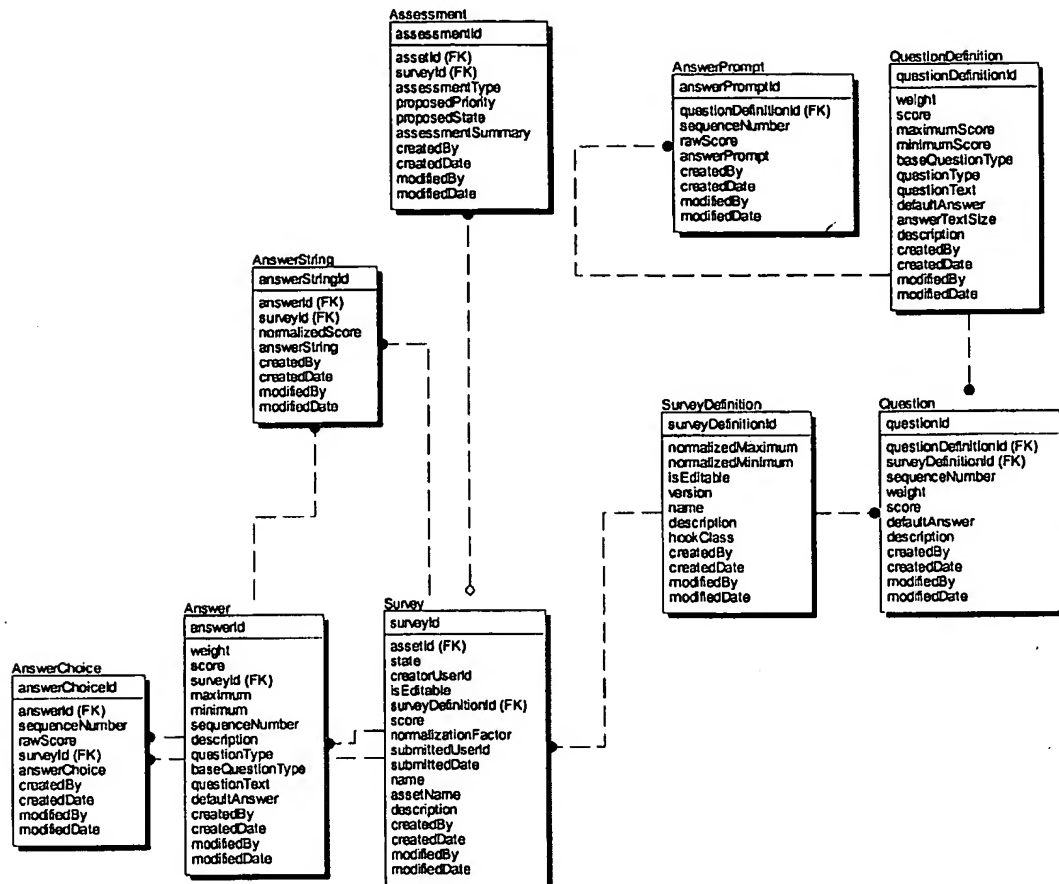 Assessment
assessmentId
assetId (FK)
surveyId (FK)
assessmentType
proposedPriority
proposedState
assessmentSummary
createdBy
createdDate
modifiedBy
modifiedDate
AnswerPrompt
answerPromptId
questionDefinitionId (FK)
sequenceNumber
rawScore
answerPrompt
createdBy
createdDate
modifiedBy
modifiedDate
QuestionDefinition
questionDefinitionId
weight
score
maximumScore
minimumScore
baseQuestionType
questionType
questionText
defaultAnswer
answerTextSize
description
createdBy
createdDate
modifiedBy
modifiedDate
AnswerString
answerStringId
answerId (FK)
surveyId (FK)
normalizedScore
answerString
createdBy
createdDate
modifiedBy
modifiedDate
SurveyDefinition
surveyDefinitionId
normalizedMaximum
normalizedMinimum
isEditable
version
name
description
hookClass
createdBy
createdDate
modifiedBy
modifiedDate
Question
questionId
questionDefinitionId (FK)
surveyDefinitionId (FK)
sequenceNumber
weight
score
defaultAnswer
description
createdBy
createdDate
modifiedBy
modifiedDate
AnswerChoice
answerChoiceId
answerId (FK)
sequenceNumber
rawScore
surveyId (FK)
answerChoice
createdBy
createdDate
modifiedBy
modifiedDate
Answer
answerId
weight
score
surveyId (FK)
maximum
minimum
sequenceNumber
description
questionType
baseQuestionType
questionText
defaultAnswer
createdBy
createdDate
modifiedBy
modifiedDate
Survey
surveyId
assetId (FK)
state
creatorUserId
isEditable
surveyDefinitionId (FK)
score
normalizationFactor
submittedUserId
submittedDate
name
assetName
description
createdBy
createdDate
modifiedBy
modifiedDate